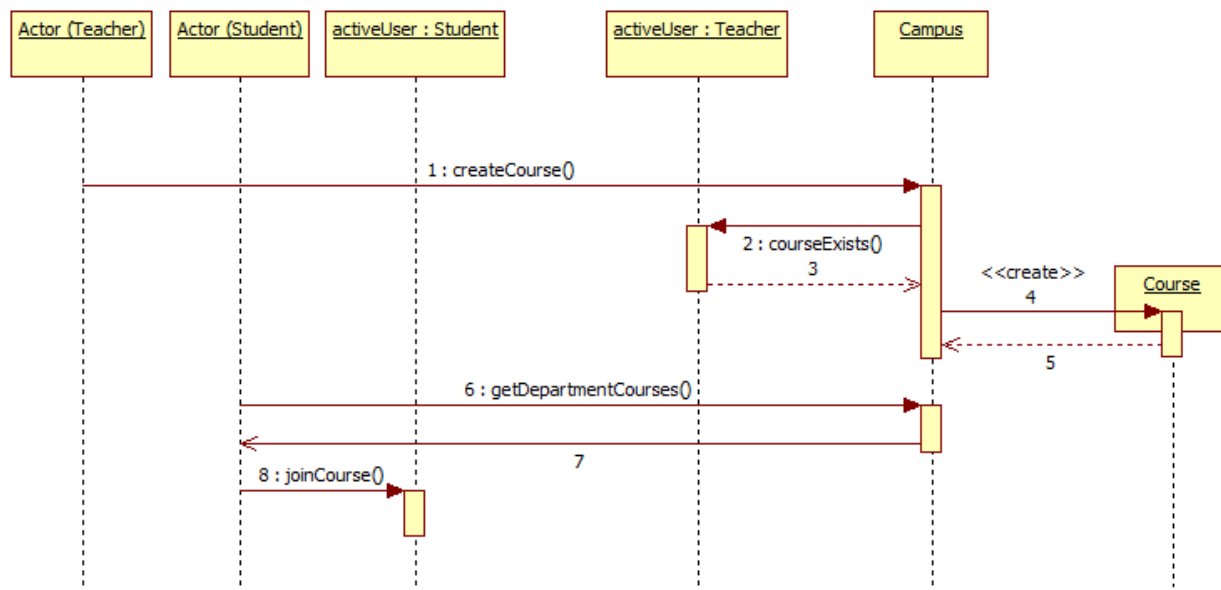 Actor (Teacher)
Actor (Student)
activeUser : Student
activeUser : Teacher
Campus
1 : createCourse()
2 : courseExists()
3
<<create>>
4
Course
5
6 : getDepartmentCourses()
7
8 : joinCourse()